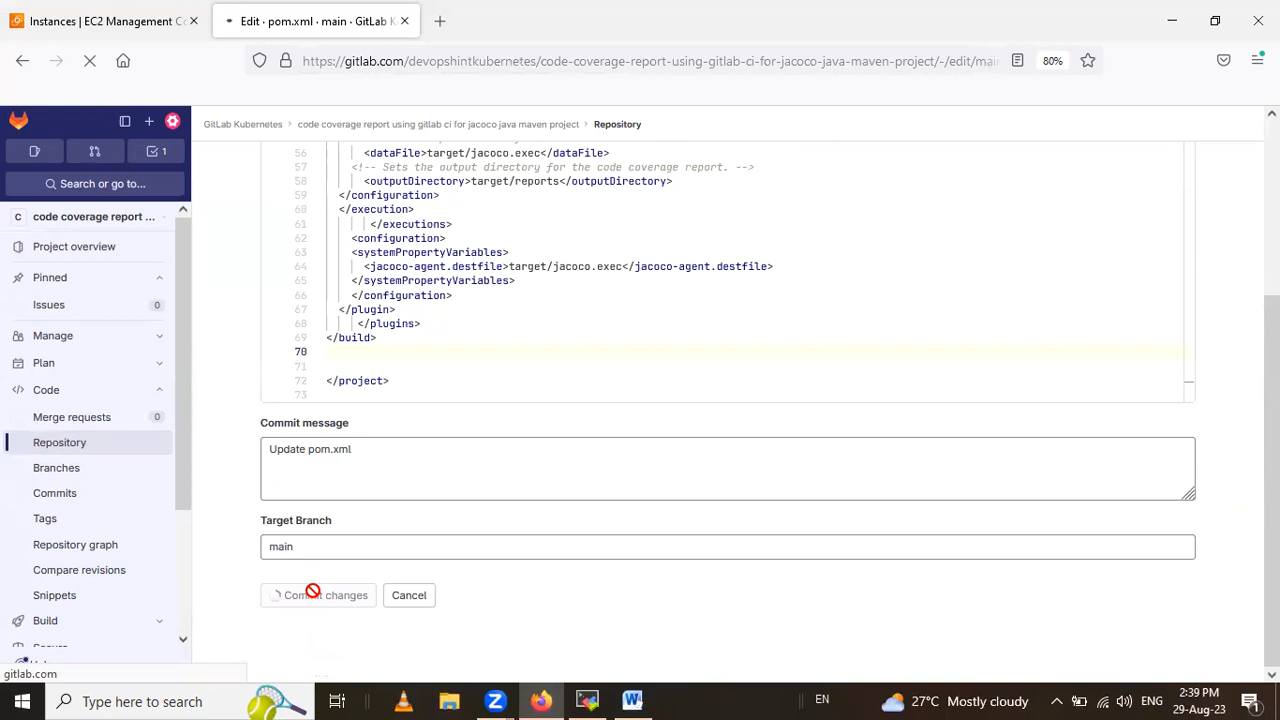 Instances | EC2 Management Co
Edit · pom.xml · main · GitLab K
https://gitlab.com/devopshintkubernetes/code-coverage-report-using-gitlab-ci-for-jacoco-java-maven-project/-/edit/main
80%
GitLab Kubernetes
code coverage report using gitlab ci for jacoco java maven project
Repository
1
Search or go to...
C code coverage report ...
Project overview
Pinned
Issues 0
Manage
Plan
Code
Merge requests 0
Repository
Branches
Commits
Tags
Repository graph
Compare revisions
Snippets
Build
gitlab.com
56 <dataFile>target/jacoco.exec</dataFile>
57 <!-- Sets the output directory for the code coverage report. -->
58 <outputDirectory>target/reports</outputDirectory>
59 </configuration>
60 </execution>
61 </executions>
62 <configuration>
63 <systemPropertyVariables>
64 <jacoco-agent.destfile>target/jacoco.exec</jacoco-agent.destfile>
65 </systemPropertyVariables>
66 </configuration>
67 </plugin>
68 </plugins>
69 </build>
70
71
72 </project>
73
Commit message
Update pom.xml
Target Branch
main
Commit changes
Cancel
Type here to search
EN
27°C Mostly cloudy
ENG
2:39 PM
29-Aug-23
1